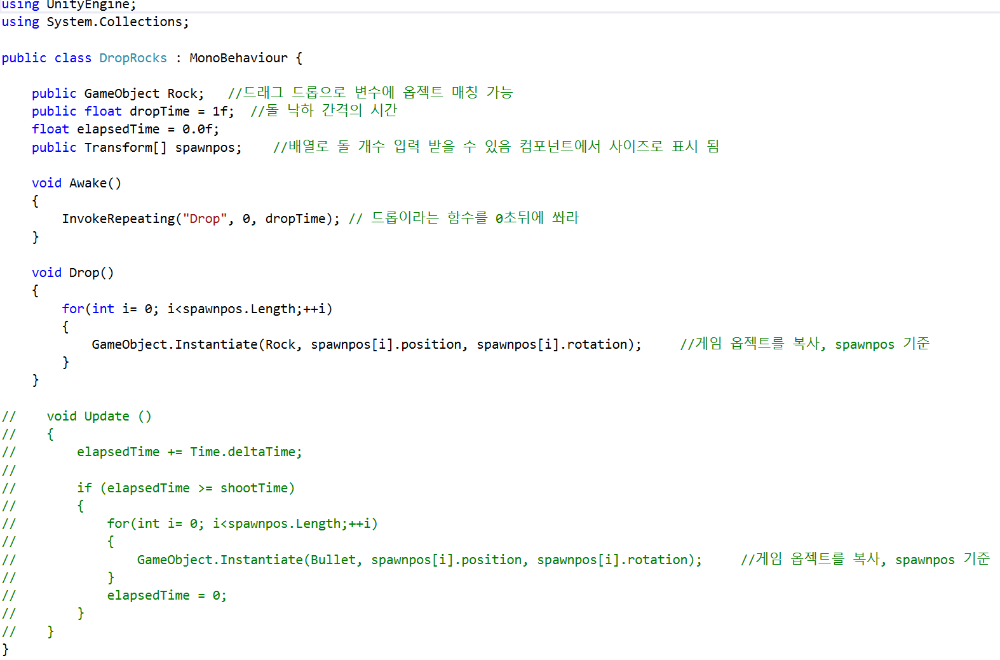 using UnityEngine;
using System.Collections;
public class DropRocks : MonoBehaviour {
public GameObject Rock;   //드래그 드롭으로 변수에 옵젝트 매칭 가능
public float dropTime = 1f;  //돌 낙하 간격의 시간
float elapsedTime = 0.0f;
public Transform[] spawnpos;    //배열로 돌 개수 입력 받을 수 있음 컴포넌트에서 사이즈로 표시 됨
void Awake()
{
InvokeRepeating("Drop", 0, dropTime); // 드롭이라는 함수를 0초뒤에 쏴라
}
void Drop()
{
for(int i= 0; i<spawnpos.Length;++i)
{
GameObject.Instantiate(Rock, spawnpos[i].position, spawnpos[i].rotation);     //게임 옵젝트를 복사, spawnpos 기준
}
}
//    void Update ()
//    {
//        elapsedTime += Time.deltaTime;
//
//        if (elapsedTime >= shootTime)
//        {
//            for(int i= 0; i<spawnpos.Length;++i)
//            {
//                GameObject.Instantiate(Bullet, spawnpos[i].position, spawnpos[i].rotation);     //게임 옵젝트를 복사, spawnpos 기준
//            }
//            elapsedTime = 0;
//        }
//    }
}